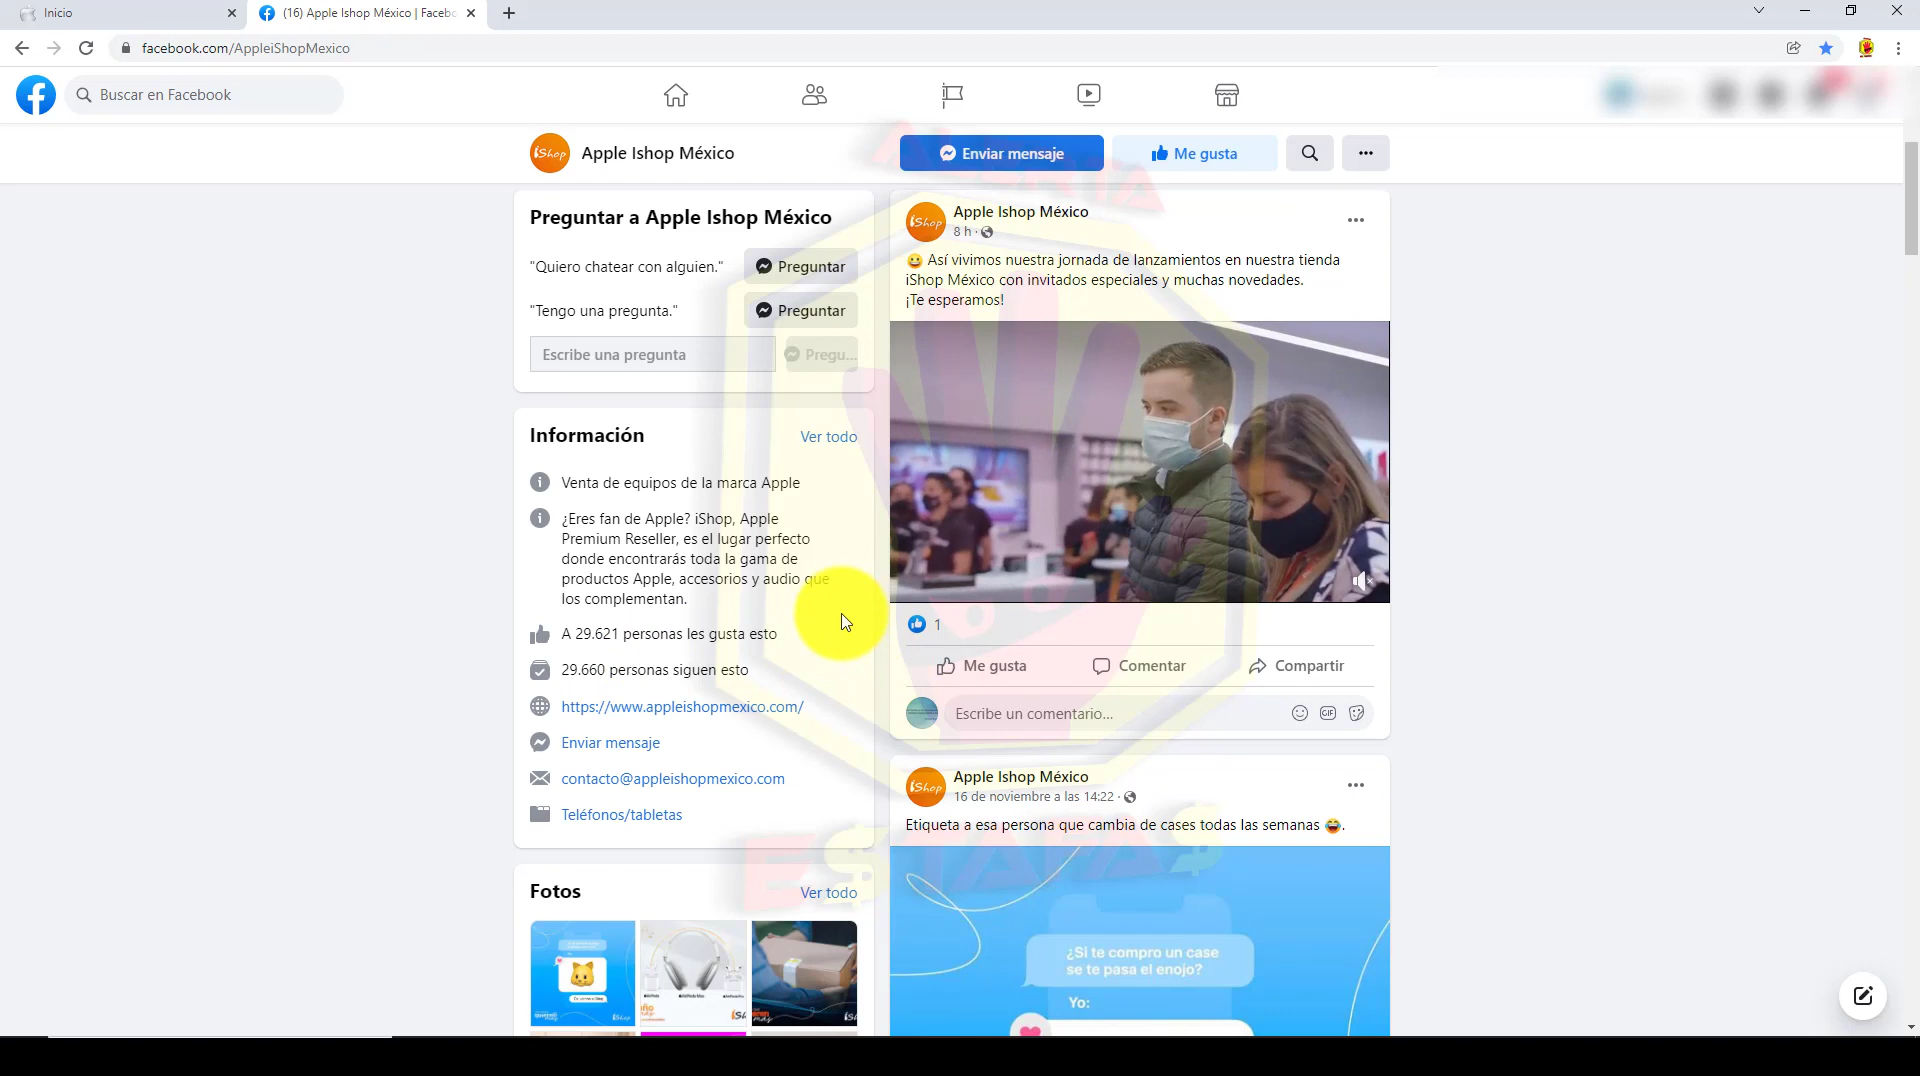 Inicio
(16) Apple Ishop México | Facebo
facebook.com/AppleiShopMexico
Buscar en Facebook
iShop
Apple Ishop México
Enviar mensaje
Me gusta
ALERTA
Preguntar a Apple Ishop México
"Quiero chatear con alguien."
Preguntar
"Tengo una pregunta."
Preguntar
Escribe una pregunta
Pregu...
Información
Ver todo
Venta de equipos de la marca Apple
¿Eres fan de Apple? iShop, Apple
Premium Reseller, es el lugar perfecto
donde encontrarás toda la gama de
productos Apple, accesorios y audio que
los complementan.
A 29.621 personas les gusta esto
29.660 personas siguen esto
https://www.appleishopmexico.com/
Enviar mensaje
contacto@appleishopmexico.com
Teléfonos/tabletas
Fotos
Ver todo
iShop
Apple Ishop México
8 h ·
😀 Así vivimos nuestra jornada de lanzamientos en nuestra tienda
iShop México con invitados especiales y muchas novedades.
¡Te esperamos!
1
Me gusta
Comentar
Compartir
Escribe un comentario...
GIF
iShop
Apple Ishop México
16 de noviembre a las 14:22 ·
Etiqueta a esa persona que cambia de cases todas las semanas 😂.
E$TAFA$
¿Si te compro un case
se te pasa el enojo?
Yo: